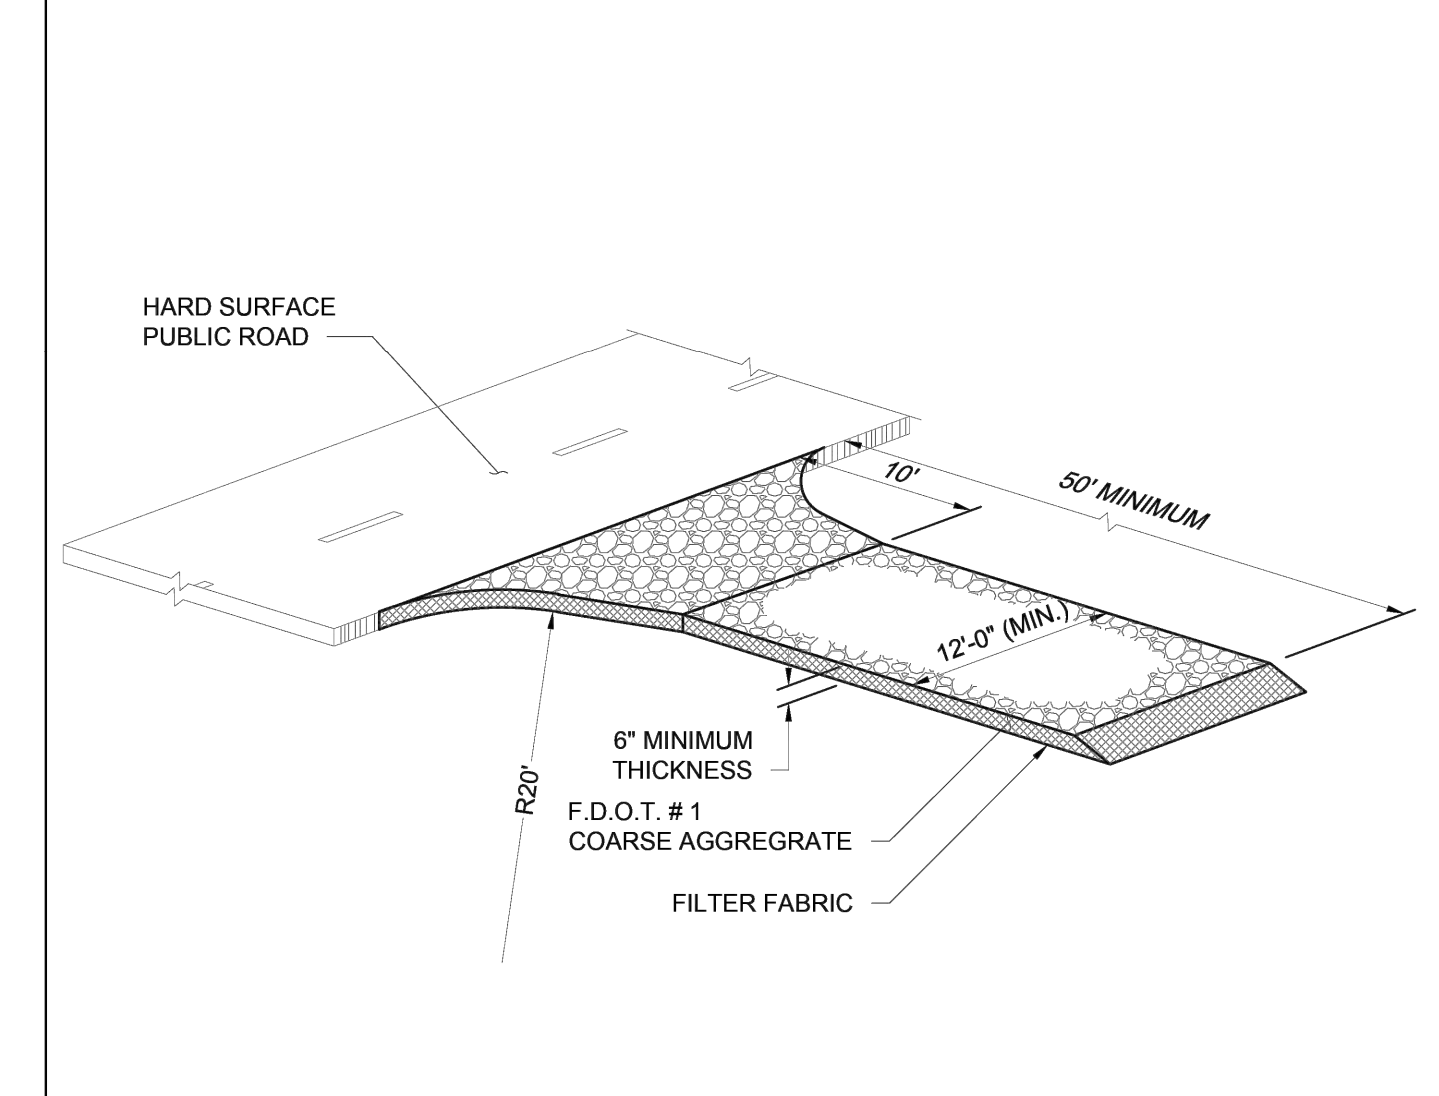 HARD SURFACE
PUBLIC ROAD
10'
50' MINIMUM
12'-0" (MIN.)
6" MINIMUM
THICKNESS
R20'
F.D.O.T. # 1
COARSE AGGREGRATE
FILTER FABRIC